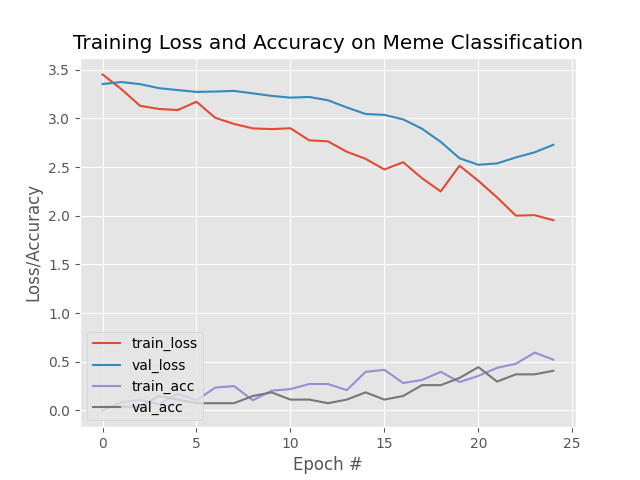 Training Loss and Accuracy on Meme Classification
3.5
3.0
2.5
2.0
1.5
1.0
0.5
0.0
Loss/Accuracy
train_loss
val_loss
train_acc
val_acc
0 5 10 15 20 25
Epoch #